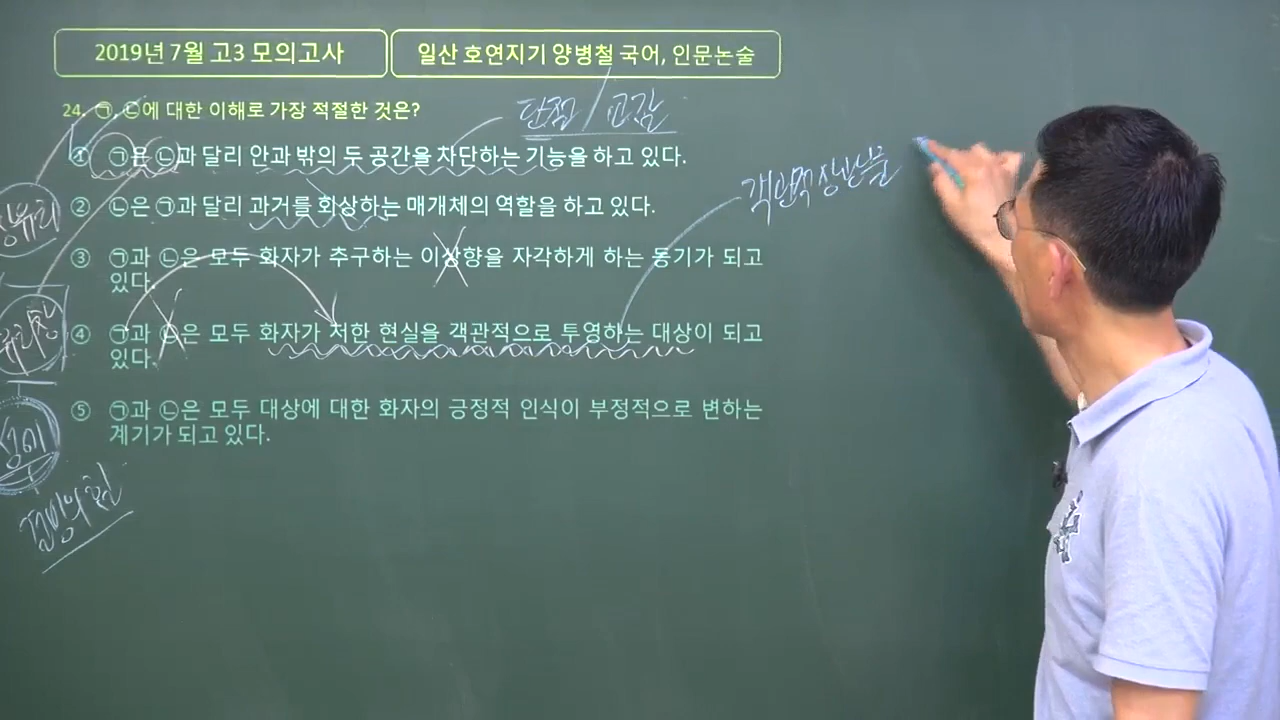 2019년 7월 고3 모의고사
일산 호연지기 양병철 국어, 인문논술
24. ㉠, ㉡에 대한 이해로 가장 적절한 것은?
단절 / 교감
① ㉠은 ㉡과 달리 안과 밖의 두 공간을 차단하는 기능을 하고 있다.
객관적 상관물
② ㉡은 ㉠과 달리 과거를 회상하는 매개체의 역할을 하고 있다.
③ ㉠과 ㉡은 모두 화자가 추구하는 이상향을 자각하게 하는 동기가 되고
있다.
④ ㉠과 ㉡은 모두 화자가 처한 현실을 객관적으로 투영하는 대상이 되고
유리창
있다.
⑤ ㉠과 ㉡은 모두 대상에 대한 화자의 긍정적 인식이 부정적으로 변하는
계기가 되고 있다.